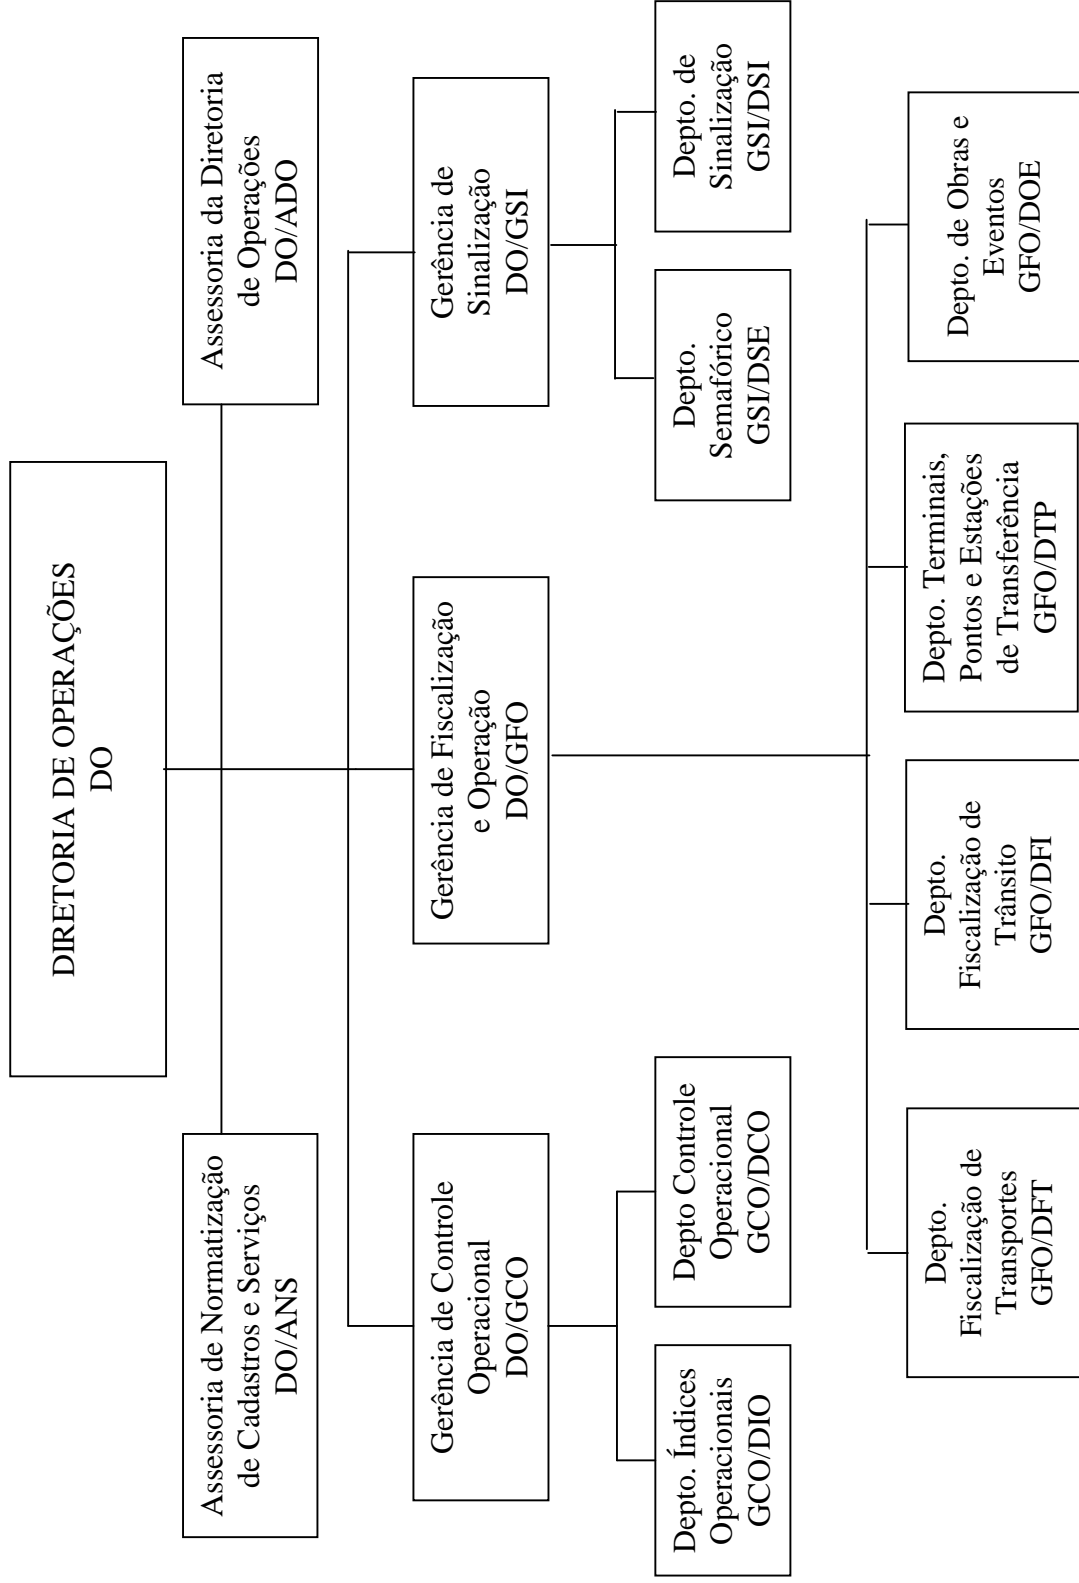 DIRETORIA DE OPERAÇÕES
DO
Assessoria de Normatização
de Cadastros e Serviços
DO/ANS
Assessoria da Diretoria
de Operações
DO/ADO
Gerência de Controle
Operacional
DO/GCO
Gerência de Fiscalização
e Operação
DO/GFO
Gerência de
Sinalização
DO/GSI
Depto. Índices
Operacionais
GCO/DIO
Depto Controle
Operacional
GCO/DCO
Depto.
Semafórico
GSI/DSE
Depto. de
Sinalização
GSI/DSI
Depto.
Fiscalização de
Transportes
GFO/DFT
Depto.
Fiscalização de
Trânsito
GFO/DFI
Depto. Terminais,
Pontos e Estações
de Transferência
GFO/DTP
Depto. de Obras e
Eventos
GFO/DOE